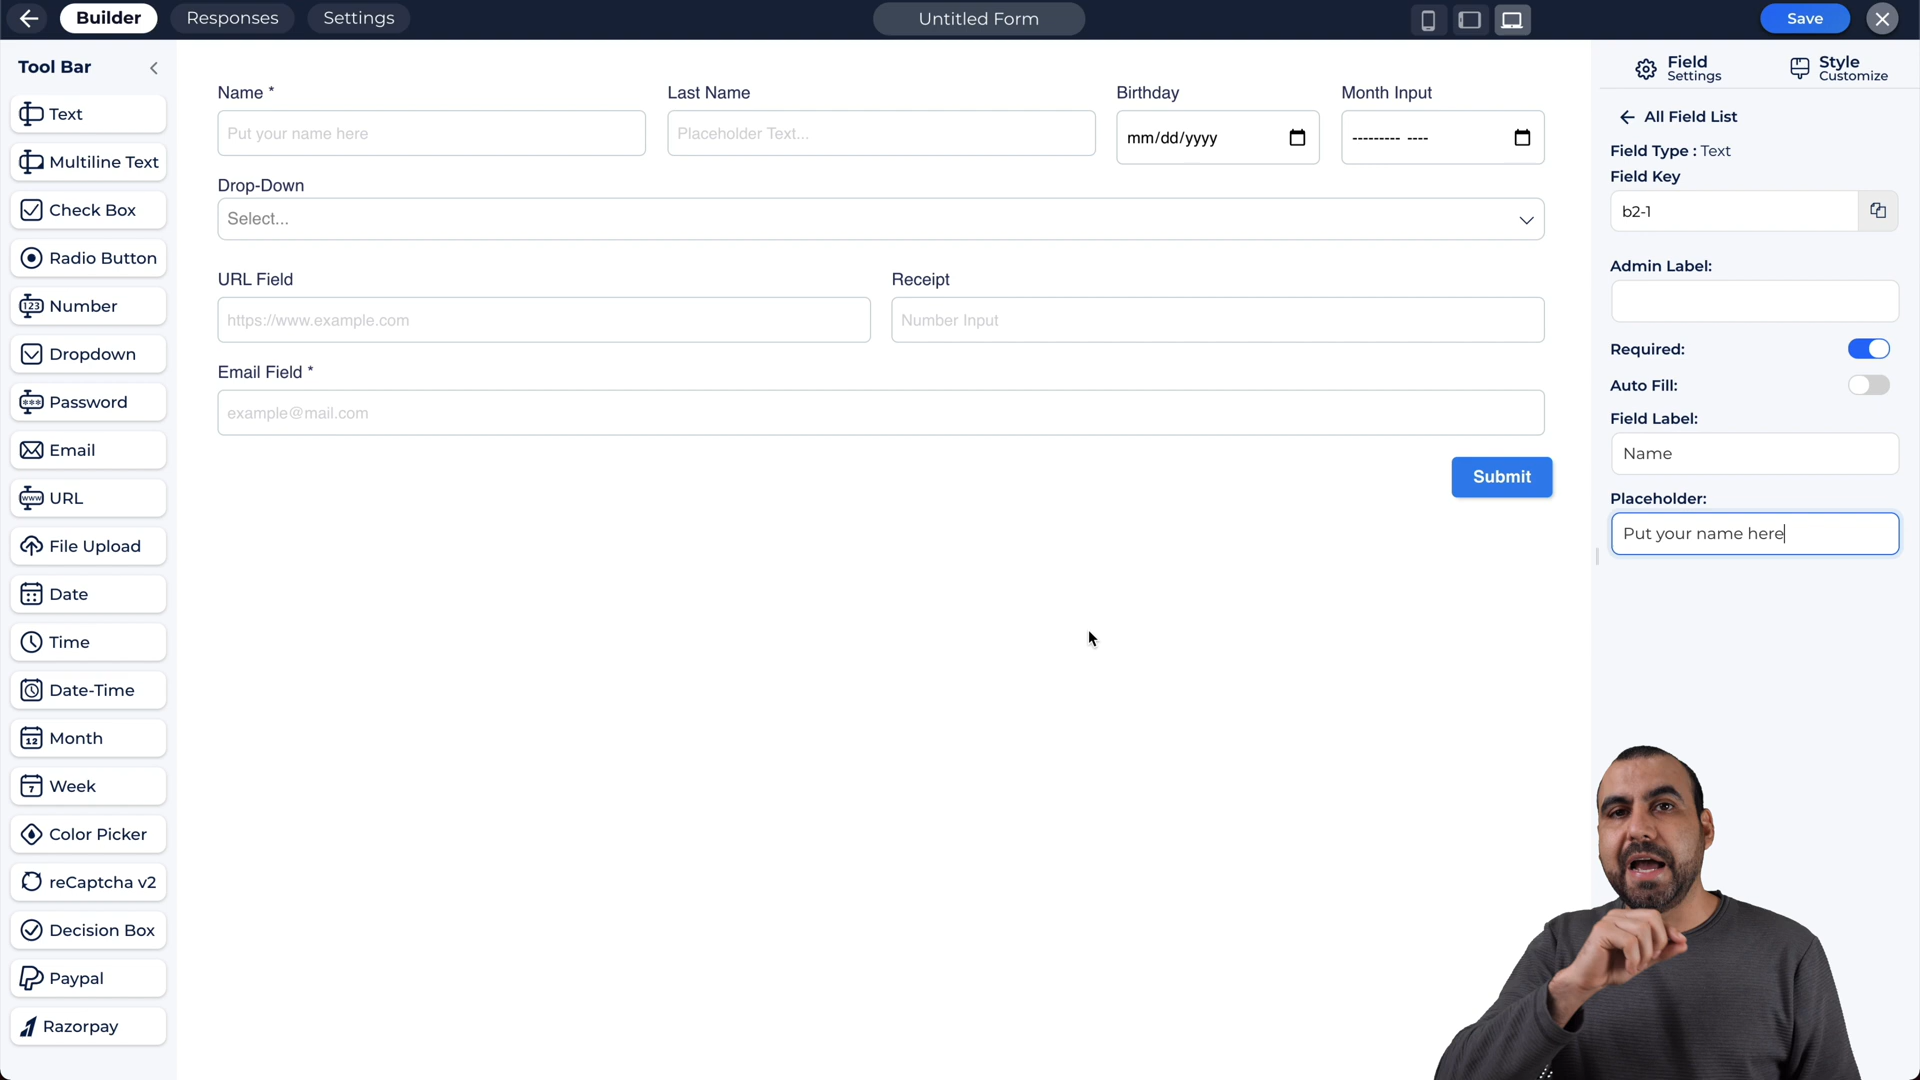 Builder
Responses
Settings
Untitled Form
Save
Tool Bar
Text
Multiline Text
Check Box
Radio Button
123 Number
Dropdown
*** Password
Email
www URL
File Upload
Date
Time
Date-Time
12 Month
7 Week
Color Picker
reCaptcha v2
Decision Box
Paypal
Razorpay
Name *
Put your name here
Last Name
Placeholder Text...
Birthday
mm/dd/yyyy
Month Input
--------- ----
Drop-Down
Select...
URL Field
https://www.example.com
Receipt
Number Input
Email Field *
example@mail.com
Submit
Field
Settings
Style
Customize
All Field List
Field Type : Text
Field Key
b2-1
Admin Label:
Required:
Auto Fill:
Field Label:
Name
Placeholder:
Put your name here